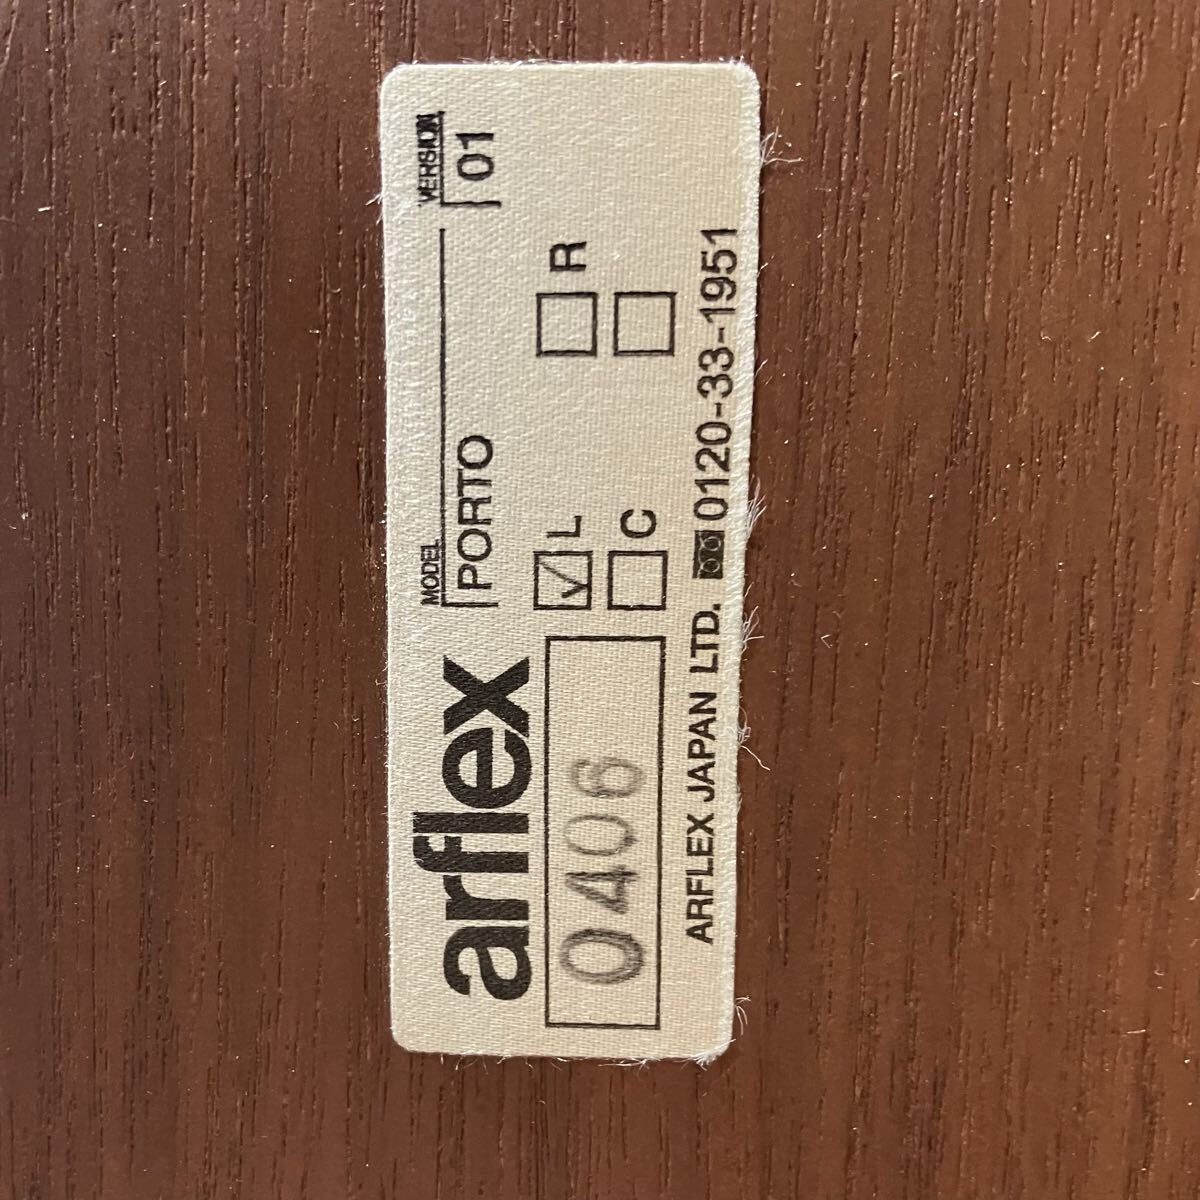 arflex
MODEL VERSION
PORTO 01
0406
L R
C
ARFLEX JAPAN LTD. 0120-33-1951